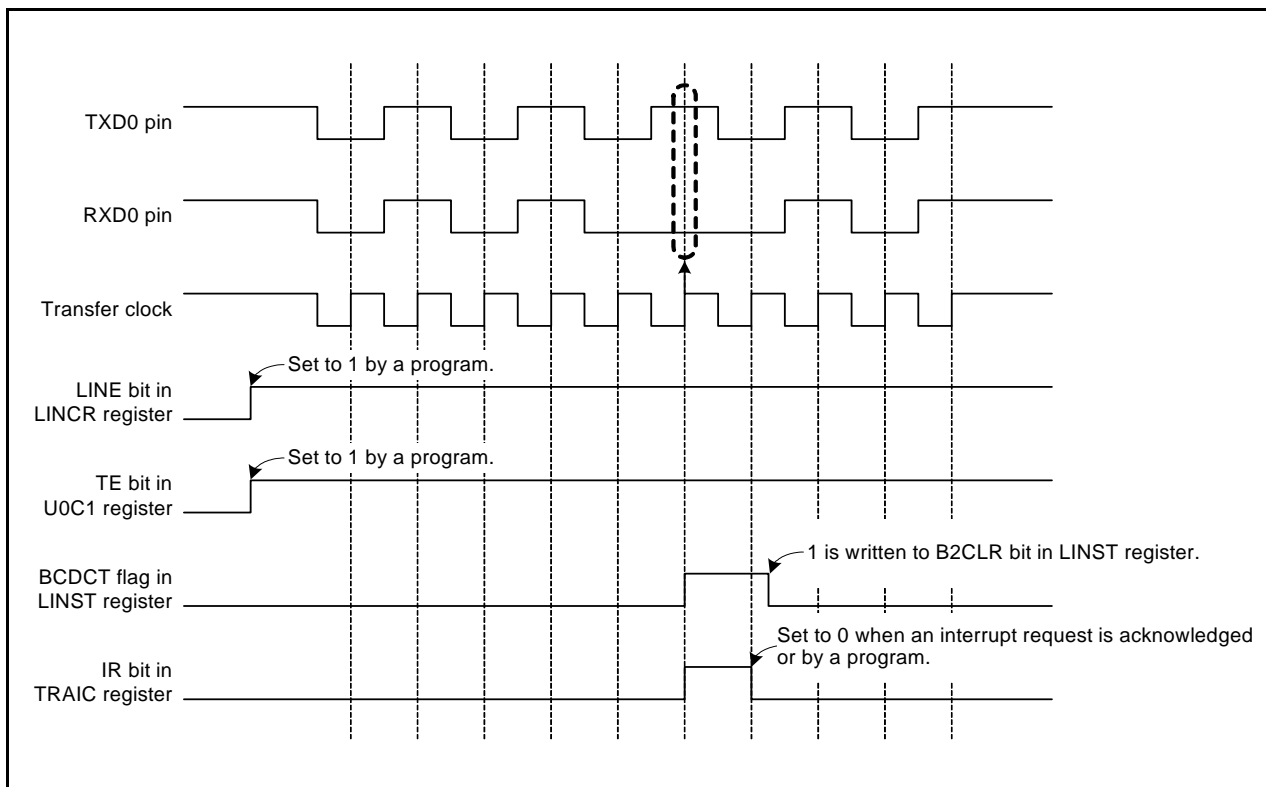 TXD0 pin
RXD0 pin
Transfer clock
Set to 1 by a program.
LINE bit in
LINCR register
Set to 1 by a program.
TE bit in
U0C1 register
1 is written to B2CLR bit in LINST register.
BCDCT flag in
LINST register
Set to 0 when an interrupt request is acknowledged
or by a program.
IR bit in
TRAIC register